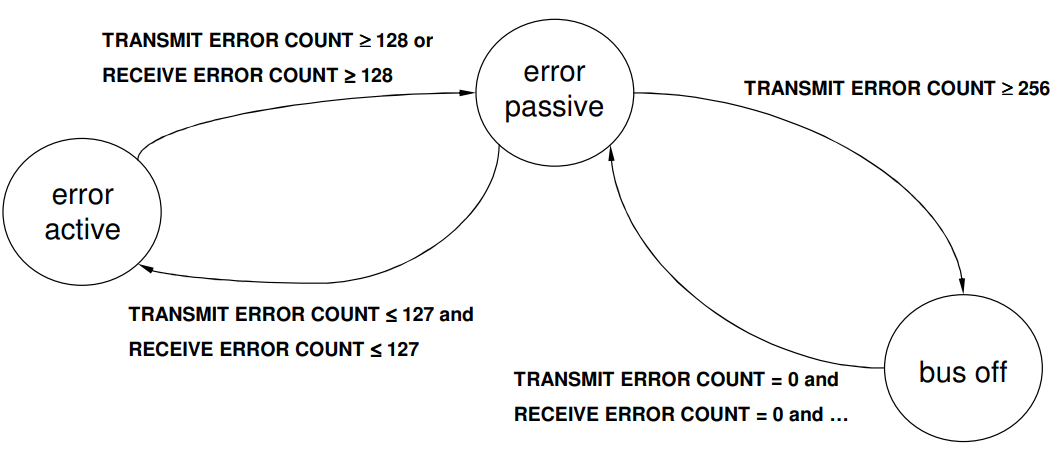 TRANSMIT ERROR COUNT ≥ 128 or
RECEIVE ERROR COUNT ≥ 128
error
passive
TRANSMIT ERROR COUNT ≥ 256
error
active
TRANSMIT ERROR COUNT ≤ 127 and
RECEIVE ERROR COUNT ≤ 127
TRANSMIT ERROR COUNT = 0 and
RECEIVE ERROR COUNT = 0 and …
bus off